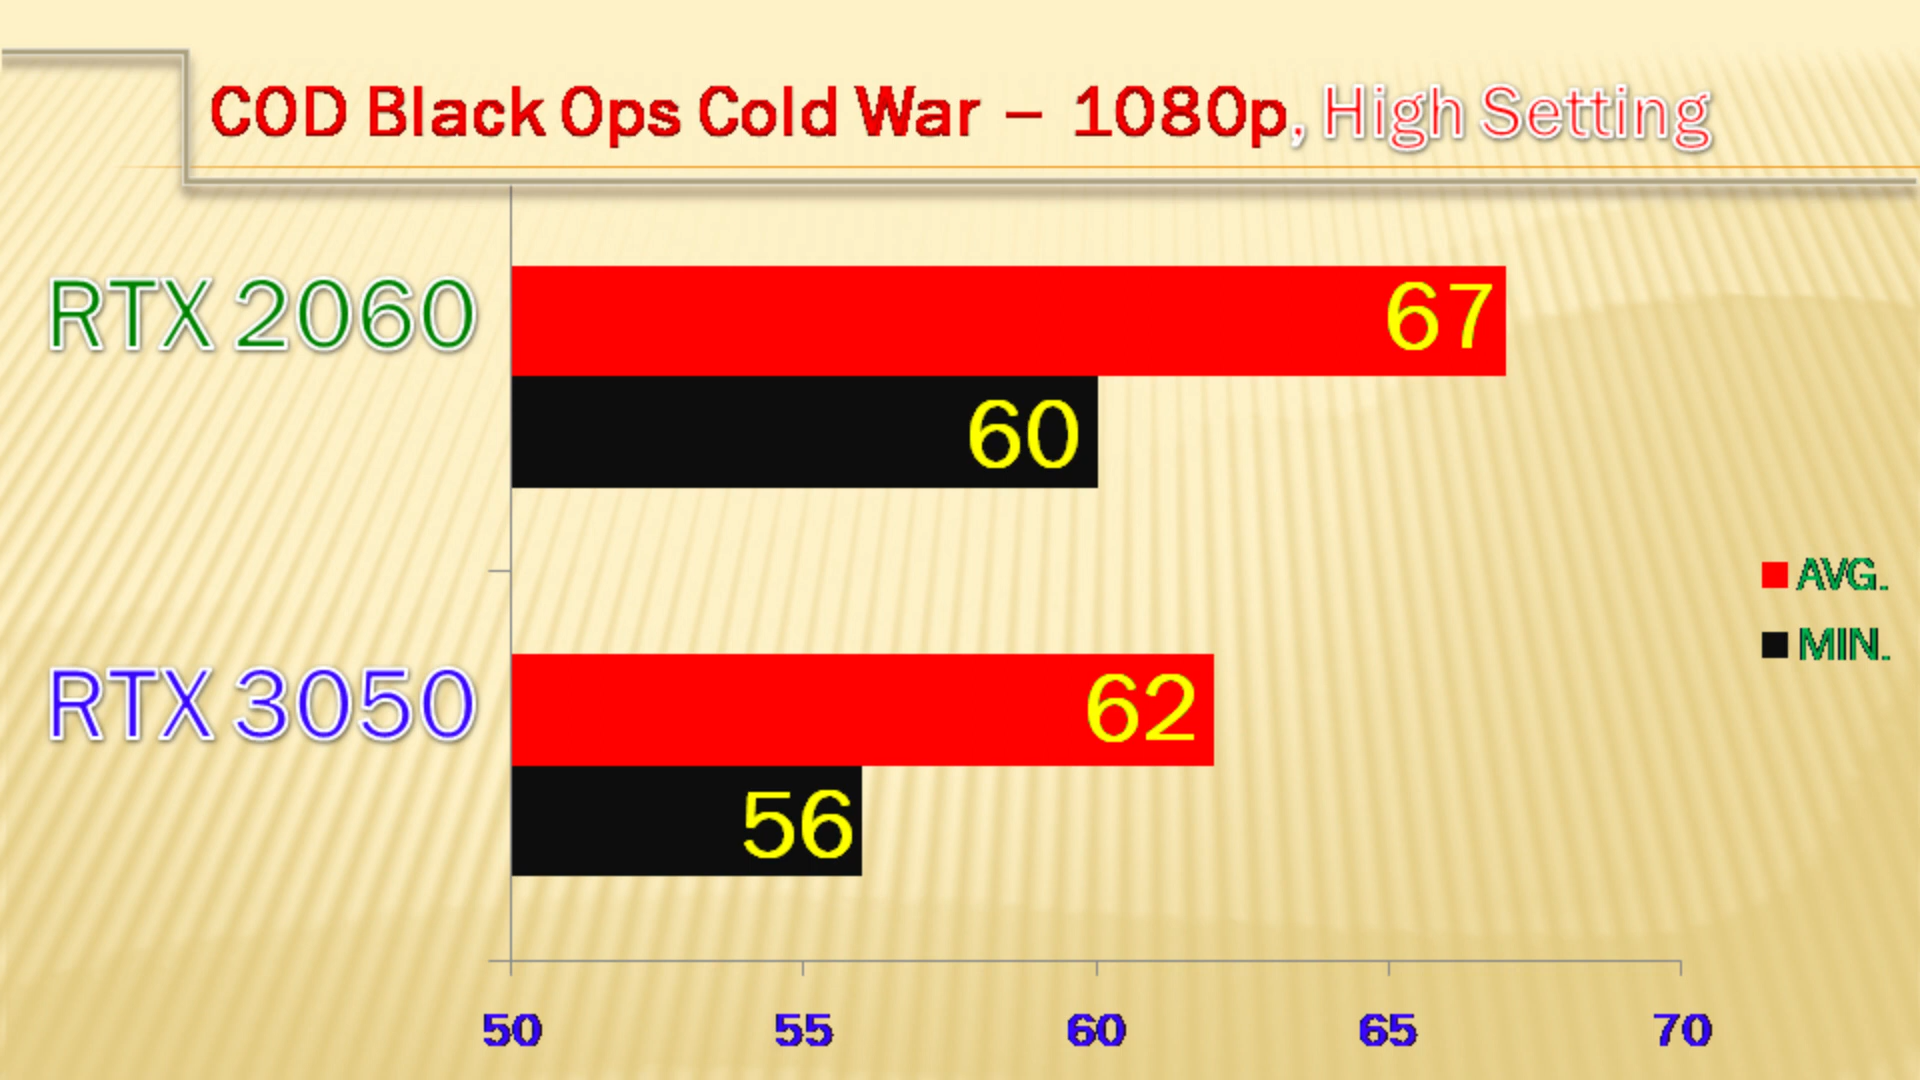 COD Black Ops Cold War – 1080p, High Setting
RTX 2060
67
60
RTX 3050
62
56
AVG.
MIN.
50 55 60 65 70